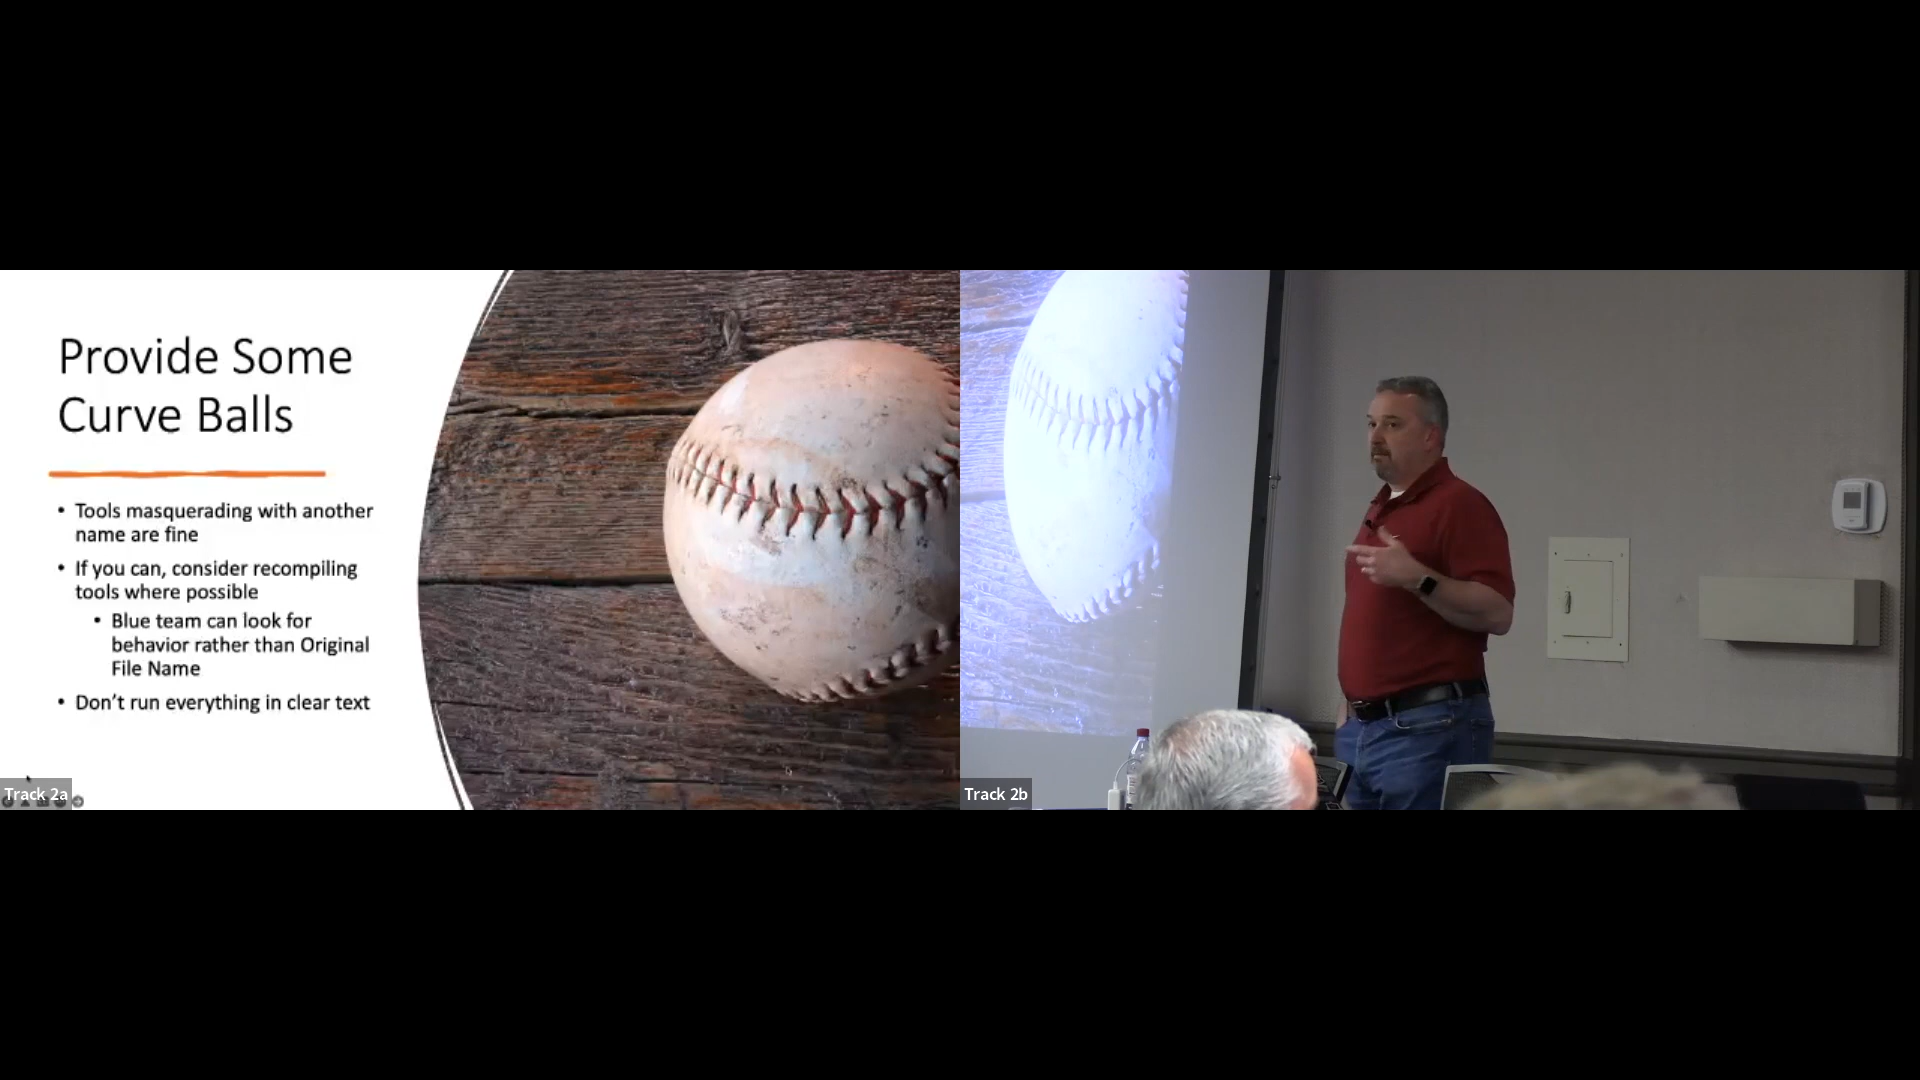 Provide Some
Curve Balls
• Tools masquerading with another
name are fine
• If you can, consider recompiling
tools where possible
• Blue team can look for
behavior rather than Original
File Name
• Don't run everything in clear text
Track 2a
Track 2b